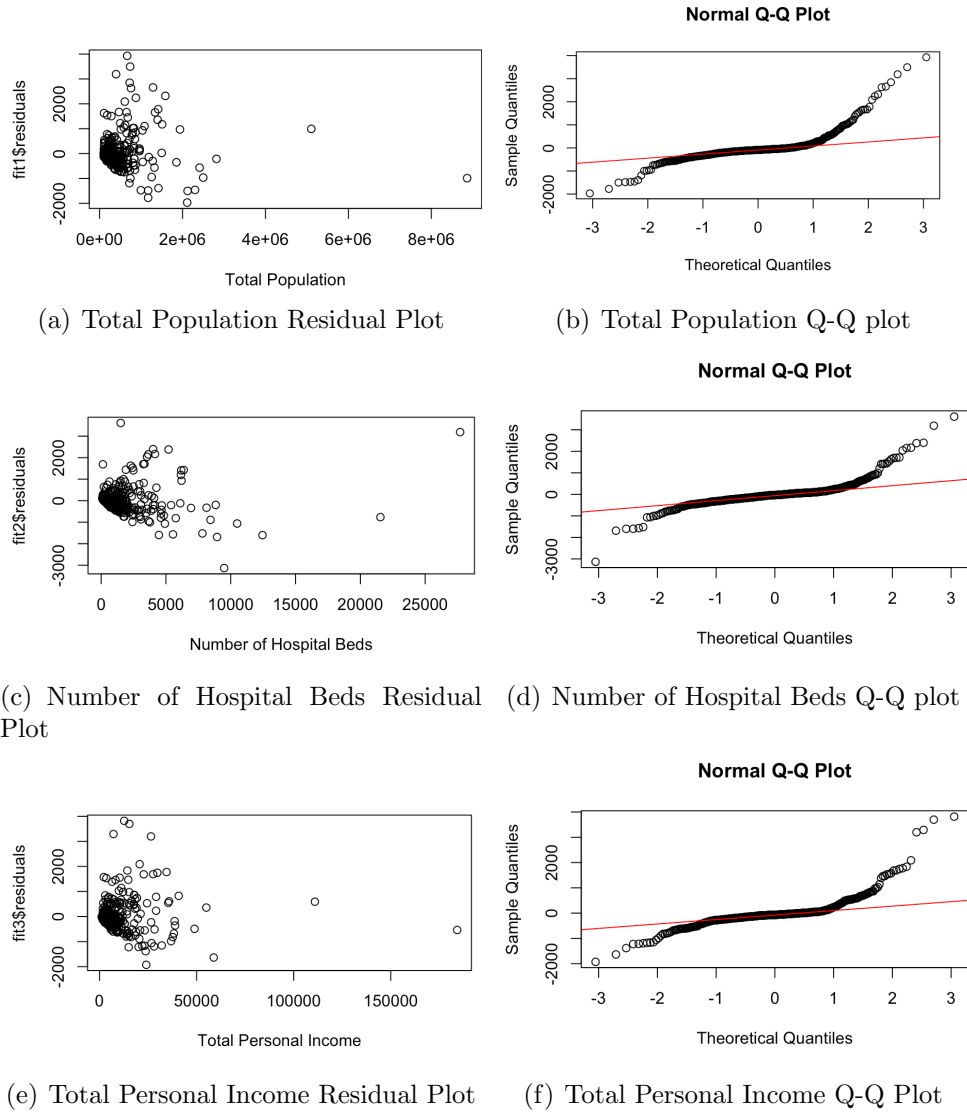 Normal Q-Q Plot
fit1$residuals
-2000 0 2000
0e+00 2e+06 4e+06 6e+06 8e+06
Total Population
Sample Quantiles
-2000 0 2000
-3 -2 -1 0 1 2 3
Theoretical Quantiles
(a) Total Population Residual Plot
(b) Total Population Q-Q plot
Normal Q-Q Plot
fit2$residuals
-3000 0 2000
0 5000 10000 15000 20000 25000
Number of Hospital Beds
Sample Quantiles
-3000 0 2000
-3 -2 -1 0 1 2 3
Theoretical Quantiles
(c) Number of Hospital Beds Residual
Plot
(d) Number of Hospital Beds Q-Q plot
Normal Q-Q Plot
fit3$residuals
-2000 0 2000
0 50000 100000 150000
Total Personal Income
Sample Quantiles
-2000 0 2000
-3 -2 -1 0 1 2 3
Theoretical Quantiles
(e) Total Personal Income Residual Plot
(f) Total Personal Income Q-Q Plot